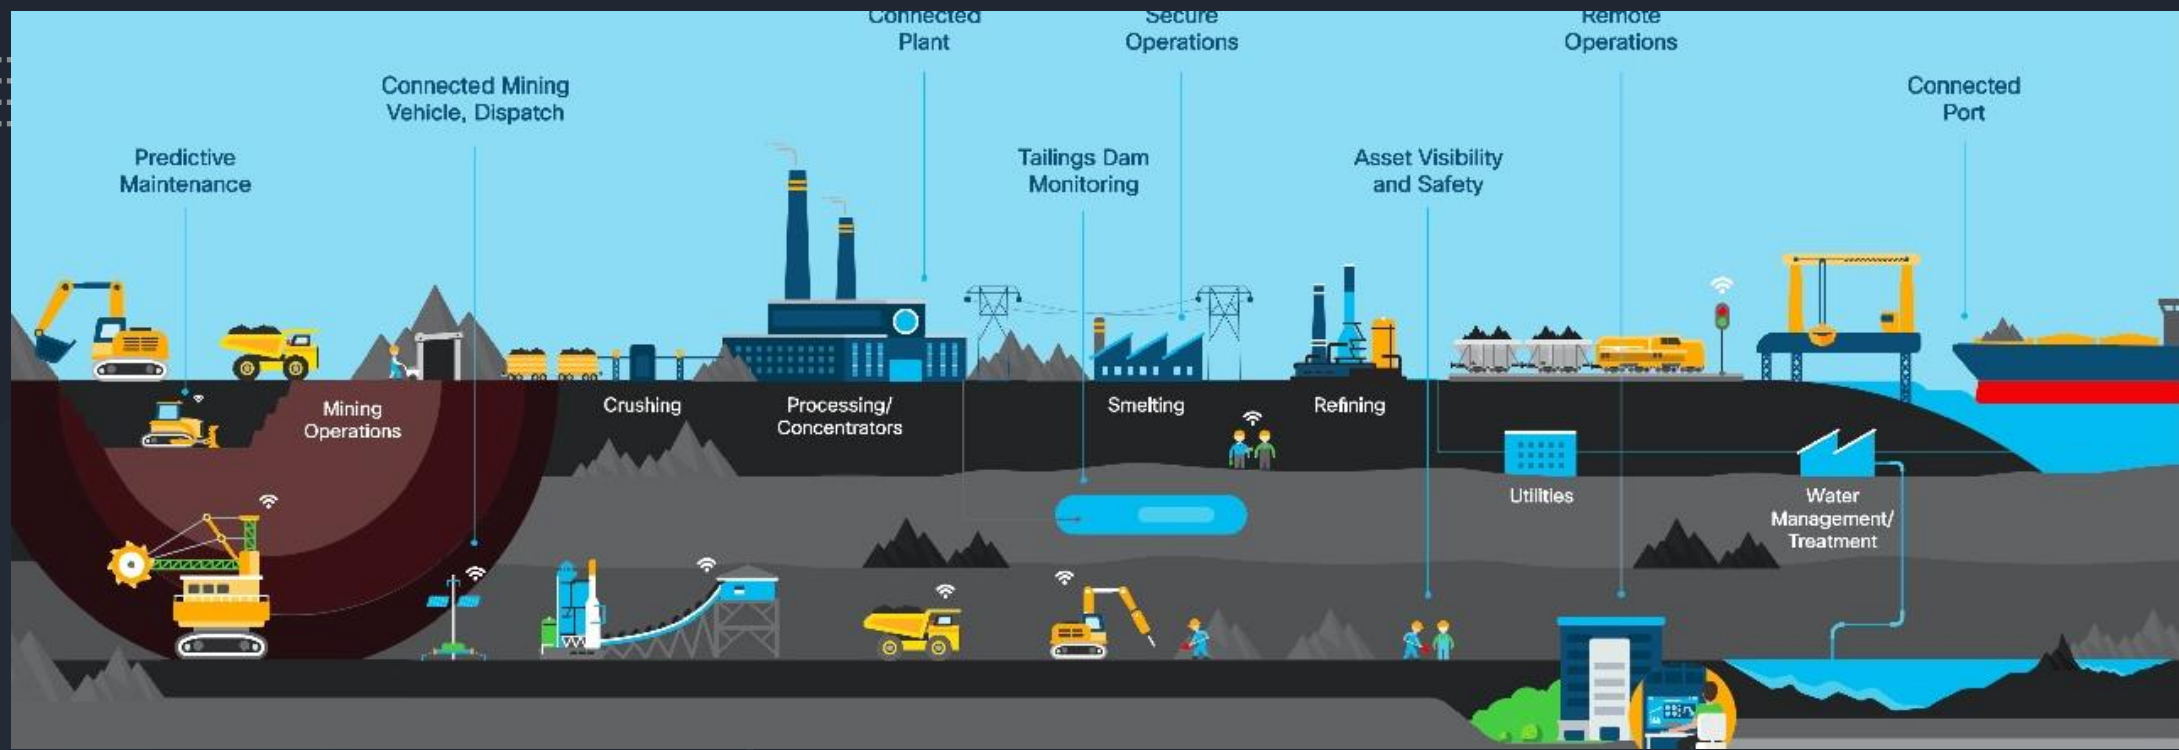 Connected
Plant
Secure
Operations
Remote
Operations
Connected Mining
Vehicle, Dispatch
Connected
Port
Predictive
Maintenance
Tailings Dam
Monitoring
Asset Visibility
and Safety
Mining
Operations
Crushing
Processing/
Concentrators
Smelting
Refining
Utilities
Water
Management/
Treatment